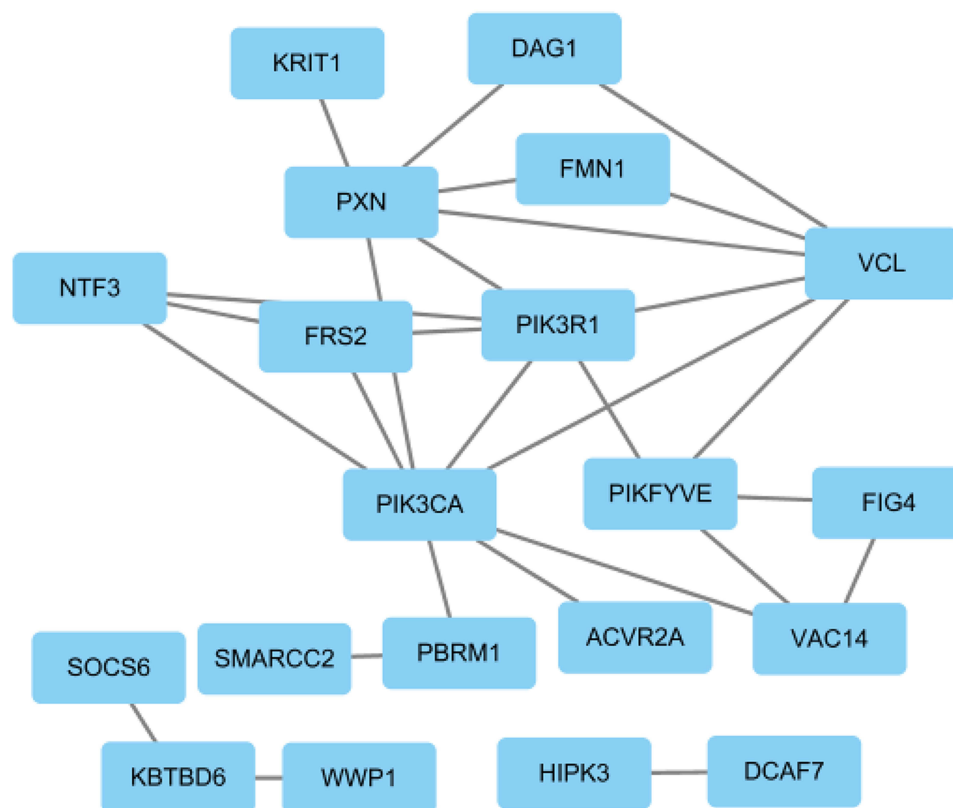 DAG1
KRIT1
FMN1
PXN
VCL
NTF3
PIK3R1
FRS2
PIKFYVE
PIK3CA
FIG4
ACVR2A
VAC14
PBRM1
SMARCC2
SOCS6
KBTBD6
WWP1
HIPK3
DCAF7